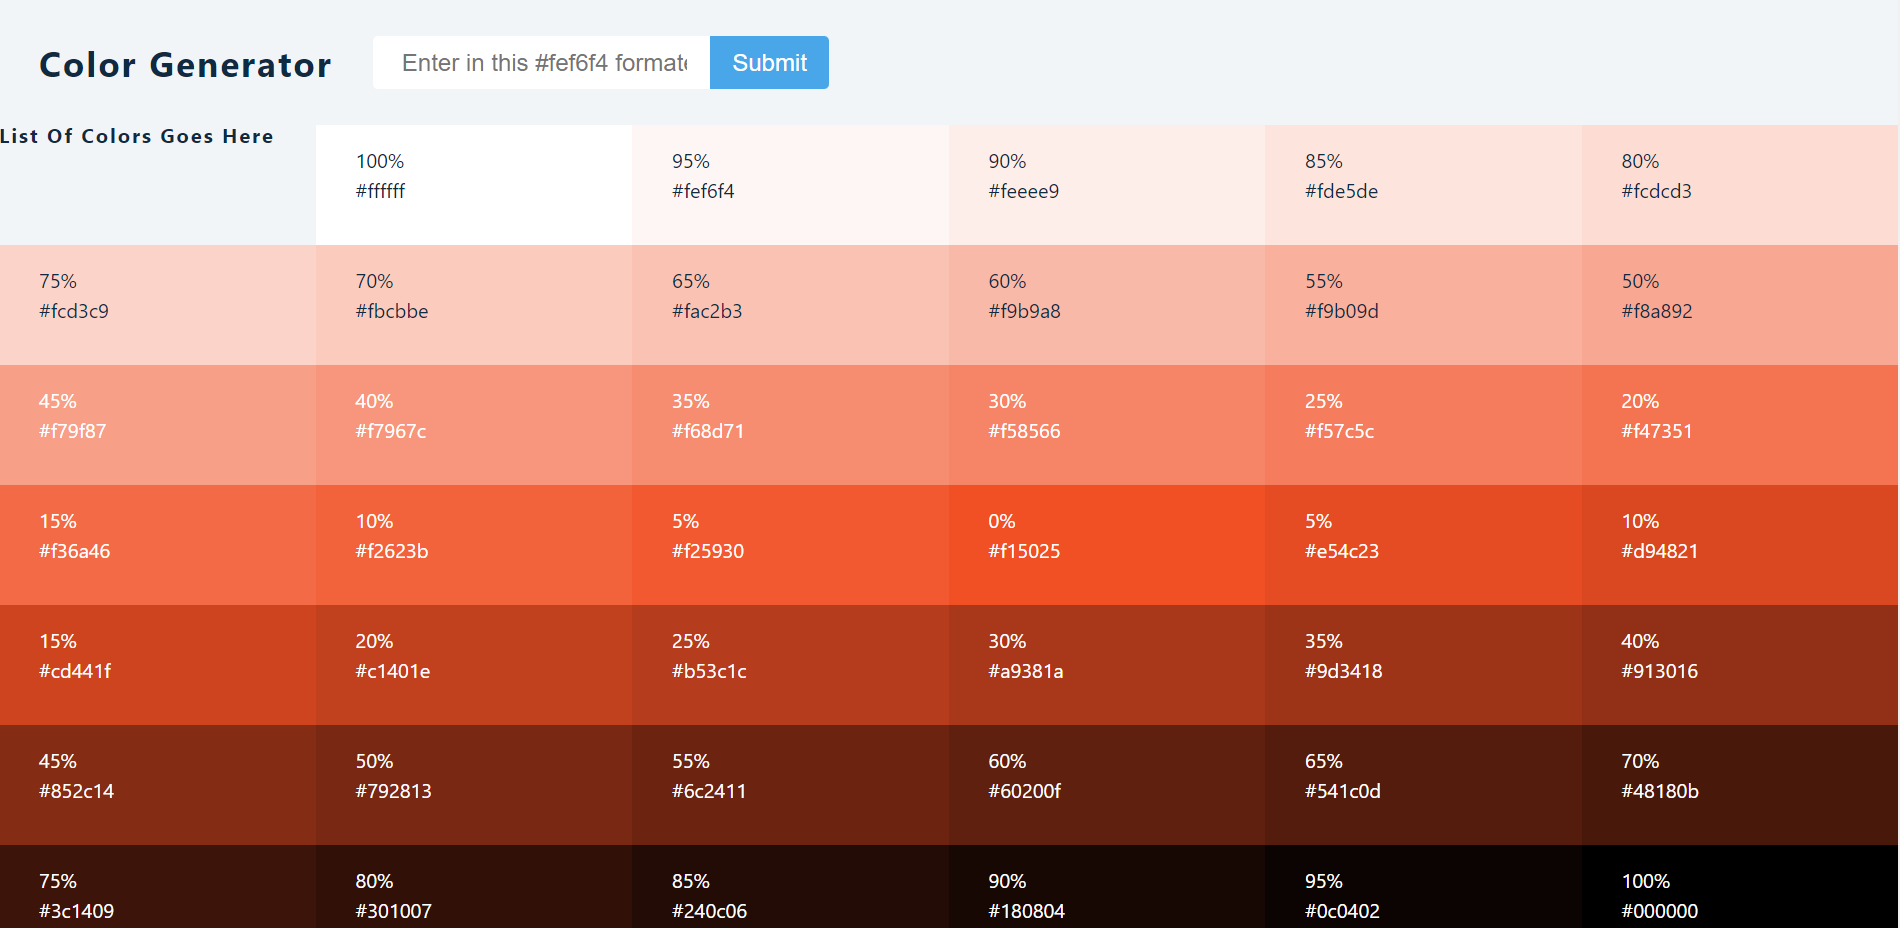 Color Generator
Enter in this #fef6f4 formate
Submit
List Of Colors Goes Here
100%
#ffffff
95%
#fef6f4
90%
#feeee9
85%
#fde5de
80%
#fcdcd3
75%
#fcd3c9
70%
#fbcbbe
65%
#fac2b3
60%
#f9b9a8
55%
#f9b09d
50%
#f8a892
45%
#f79f87
40%
#f7967c
35%
#f68d71
30%
#f58566
25%
#f57c5c
20%
#f47351
15%
#f36a46
10%
#f2623b
5%
#f25930
0%
#f15025
5%
#e54c23
10%
#d94821
15%
#cd441f
20%
#c1401e
25%
#b53c1c
30%
#a9381a
35%
#9d3418
40%
#913016
45%
#852c14
50%
#792813
55%
#6c2411
60%
#60200f
65%
#541c0d
70%
#48180b
75%
#3c1409
80%
#301007
85%
#240c06
90%
#180804
95%
#0c0402
100%
#000000